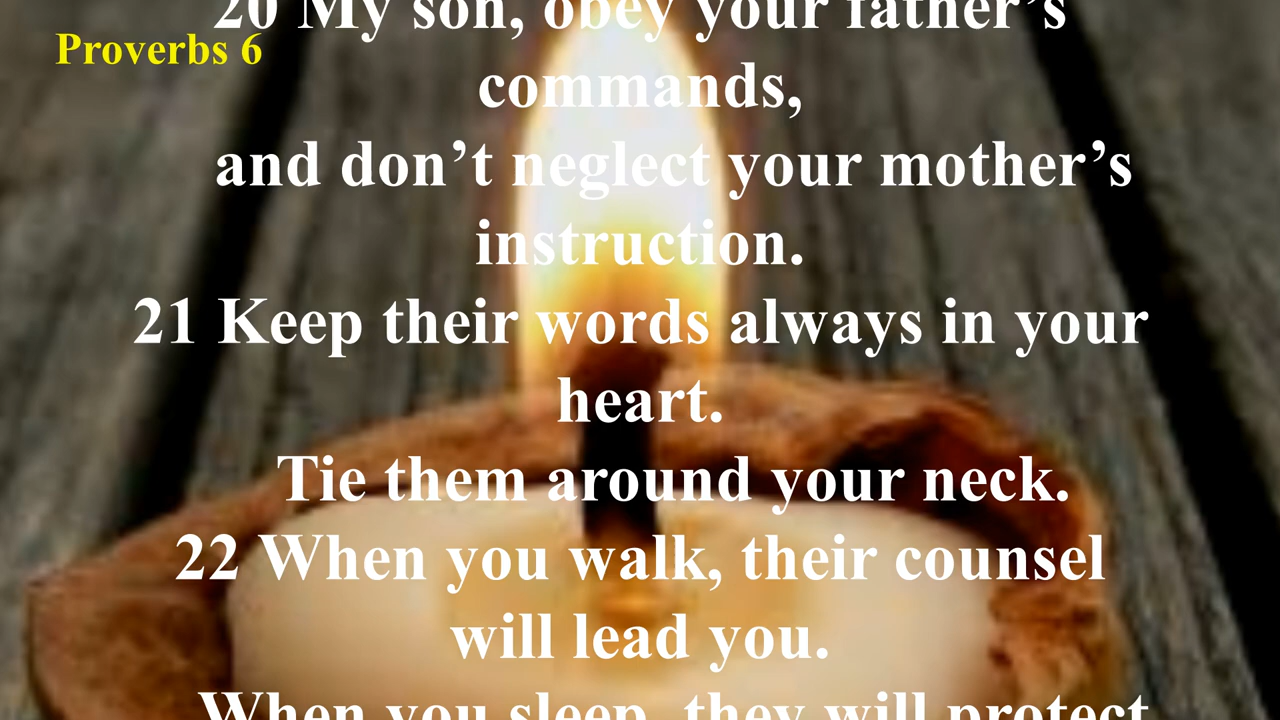 20 My son, obey your father’s
Proverbs 6
commands,
and don’t neglect your mother’s
instruction.
21 Keep their words always in your
heart.
Tie them around your neck.
22 When you walk, their counsel
will lead you.
When you sleep, they will protect